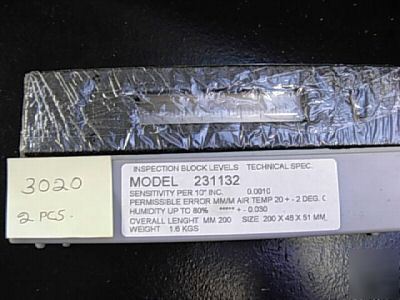 INSPECTION BLOCK LEVELS TECHNICAL SPEC.
MODEL 231132
SENSITIVITY PER 10" INC. 0.0010
PERMISSIBLE ERROR MM/M AIR TEMP 20 + - 2 DEG. C
HUMIDITY UP TO 80% ***** + - 0.030
OVERALL LENGHT MM 200 SIZE 200 X 48 X 51 MM
WEIGHT 1.6 KGS
3020
2 PCS.